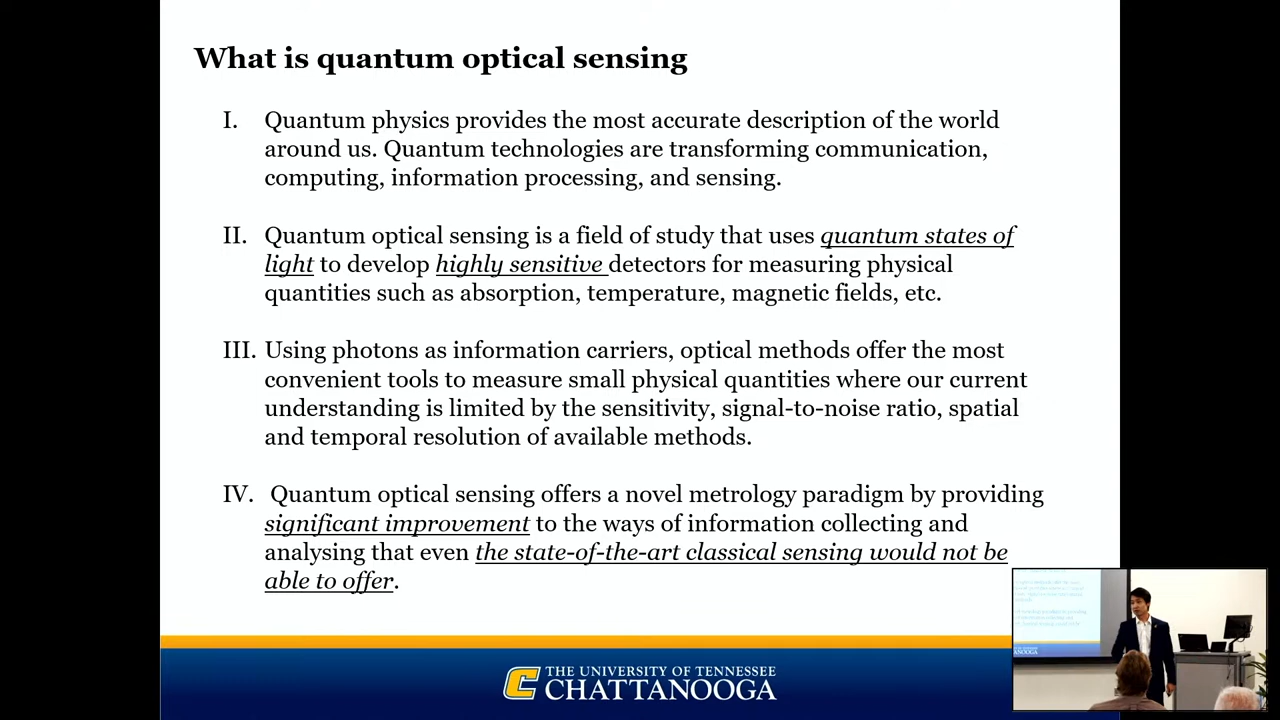 What is quantum optical sensing
I. Quantum physics provides the most accurate description of the world
around us. Quantum technologies are transforming communication,
computing, information processing, and sensing.
II. Quantum optical sensing is a field of study that uses quantum states of
light to develop highly sensitive detectors for measuring physical
quantities such as absorption, temperature, magnetic fields, etc.
III. Using photons as information carriers, optical methods offer the most
convenient tools to measure small physical quantities where our current
understanding is limited by the sensitivity, signal-to-noise ratio, spatial
and temporal resolution of available methods.
IV. Quantum optical sensing offers a novel metrology paradigm by providing
significant improvement to the ways of information collecting and
analysing that even the state-of-the-art classical sensing would not be
able to offer.
THE UNIVERSITY OF TENNESSEE
CHATTANOOGA
ANOOGA